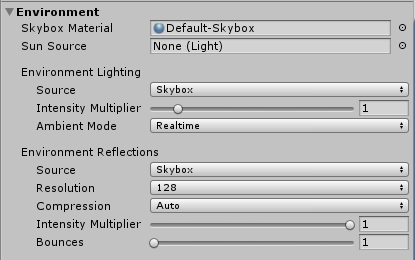 Environment
Skybox Material Default-Skybox
Sun Source None (Light)
Environment Lighting
Source Skybox
Intensity Multiplier 1
Ambient Mode Realtime
Environment Reflections
Source Skybox
Resolution 128
Compression Auto
Intensity Multiplier 1
Bounces 1